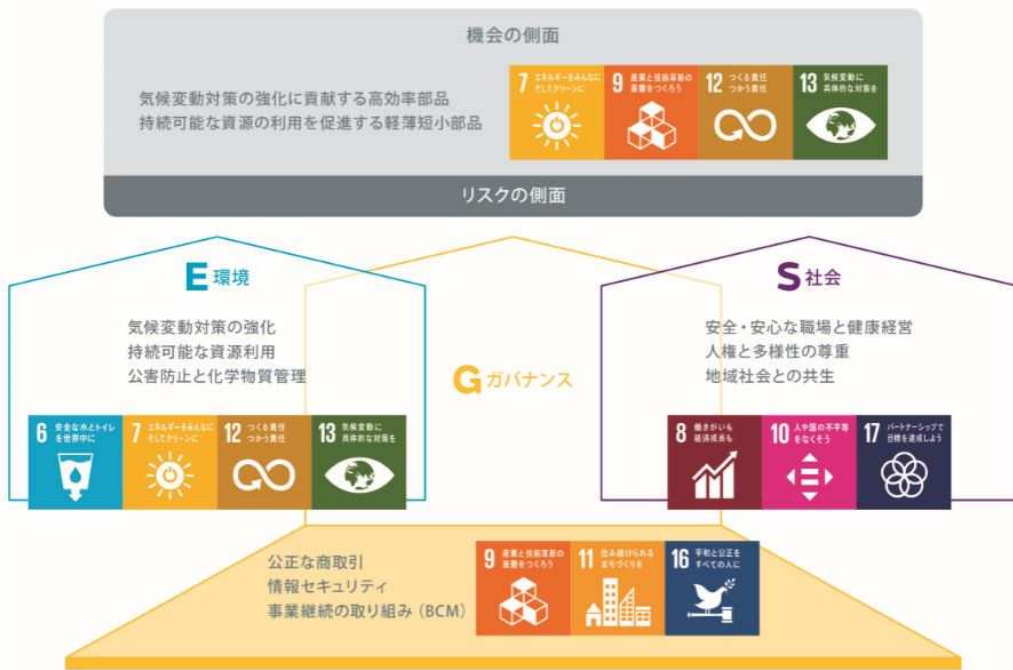 機会の側面
気候変動対策の強化に貢献する高効率部品
持続可能な資源の利用を促進する軽薄短小部品
7 エネルギーをみんなに
そしてクリーンに
9 産業と技術革新の
基盤をつくろう
12 つくる責任
つかう責任
13 気候変動に
具体的な対策を
リスクの側面
E 環境
気候変動対策の強化
持続可能な資源利用
公害防止と化学物質管理
6 安全な水とトイレ
を世界中に
7 エネルギーをみんなに
そしてクリーンに
12 つくる責任
つかう責任
13 気候変動に
具体的な対策を
G ガバナンス
S 社会
安全・安心な職場と健康経営
人権と多様性の尊重
地域社会との共生
8 働きがいも
経済成長も
10 人や国の不平等
をなくそう
17 パートナーシップで
目標を達成しよう
公正な商取引
情報セキュリティ
事業継続の取り組み（BCM）
9 産業と技術革新の
基盤をつくろう
11 住み続けられる
まちづくりを
16 平和と公正を
すべての人に